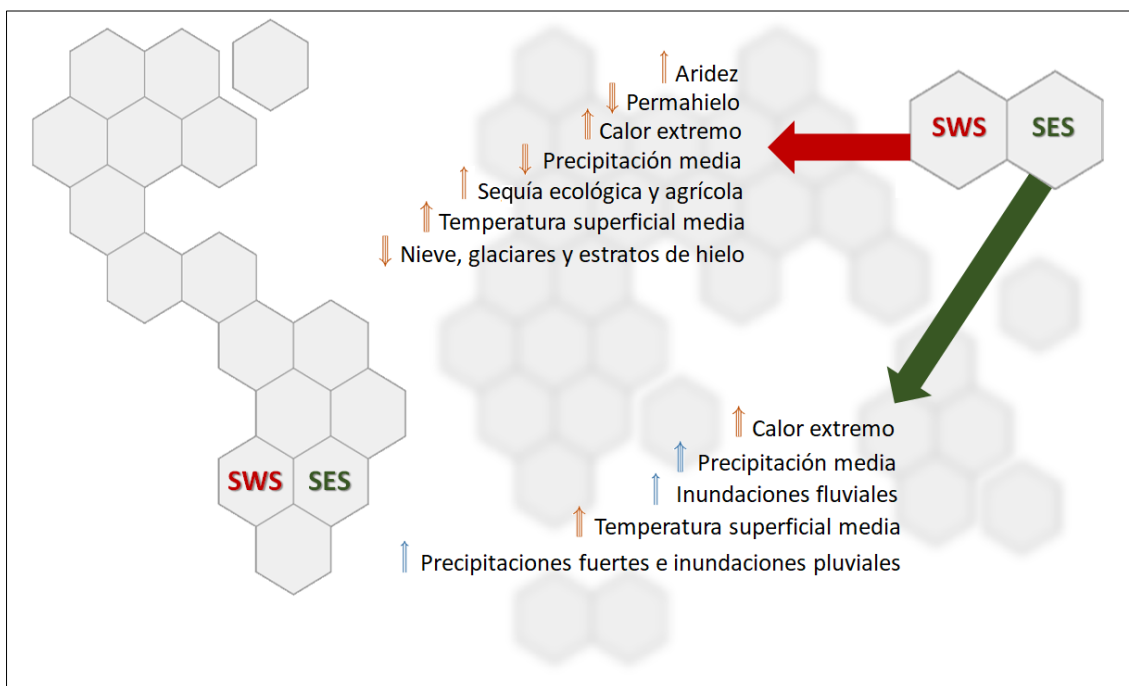 Aridez
Permahielo
Calor extremo
Precipitación media
Sequía ecológica y agrícola
Temperatura superficial media
Nieve, glaciares y estratos de hielo
SWS
SES
Calor extremo
Precipitación media
Inundaciones fluviales
Temperatura superficial media
Precipitaciones fuertes e inundaciones pluviales
SWS
SES